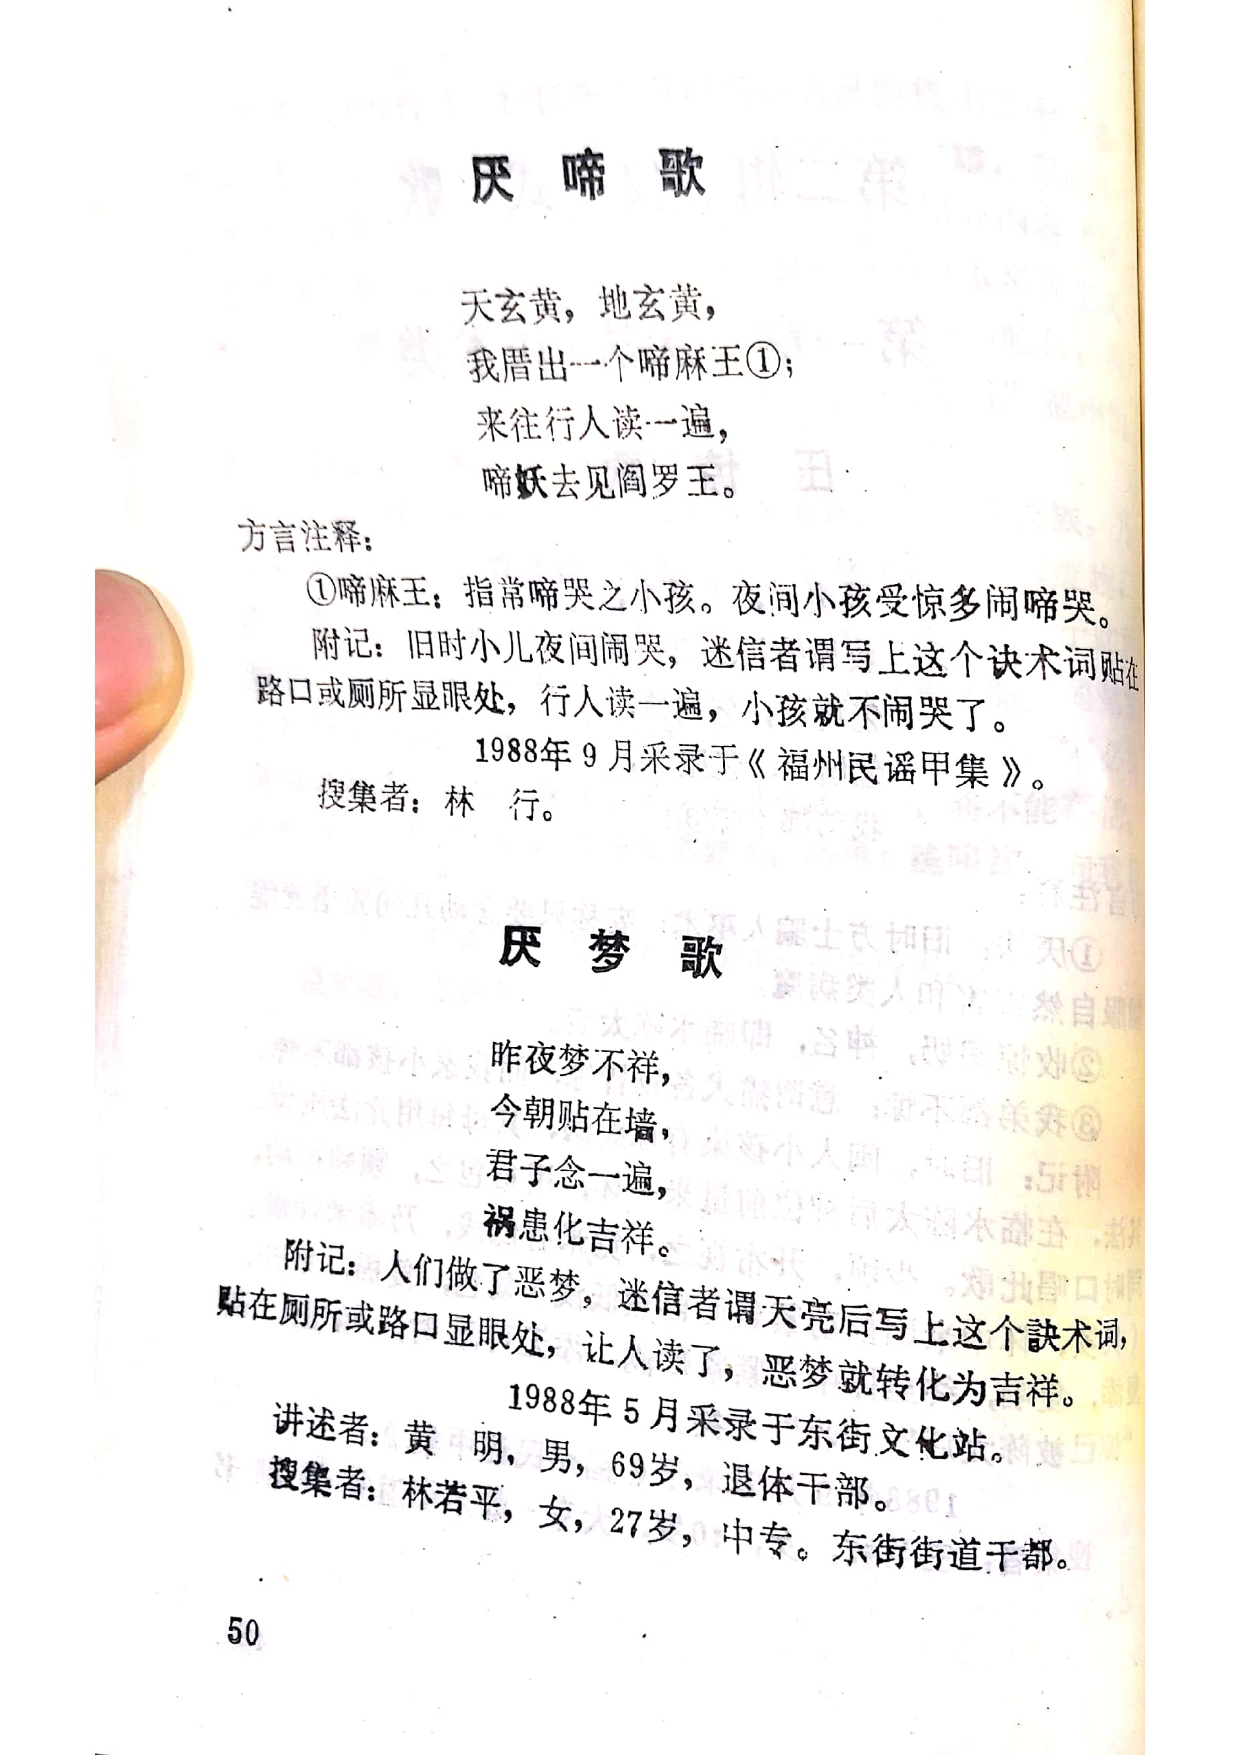 厌啼歌
天玄黄，地玄黄，
我厝出一个啼麻王①；
来往行人读一遍，
啼妖去见阎罗王。
方言注释：
①啼麻王：指常啼哭之小孩。夜间小孩受惊多闹啼哭。
附记：旧时小儿夜间闹哭，迷信者谓写上这个诀术词贴在
路口或厕所显眼处，行人读一遍，小孩就不闹哭了。
1988年9月采录于《福州民谣甲集》。
搜集者：林　行。
厌梦歌
昨夜梦不祥，
今朝贴在墙，
君子念一遍，
祸患化吉祥。
附记：人们做了恶梦，迷信者谓天亮后写上这个訣术词，
贴在厕所或路口显眼处，让人读了，恶梦就转化为吉祥。
1988年5月采录于东街文化站。
讲述者：黄　明，男，69岁，退体干部。
搜集者：林若平，女，27岁，中专。东街街道干部。
50